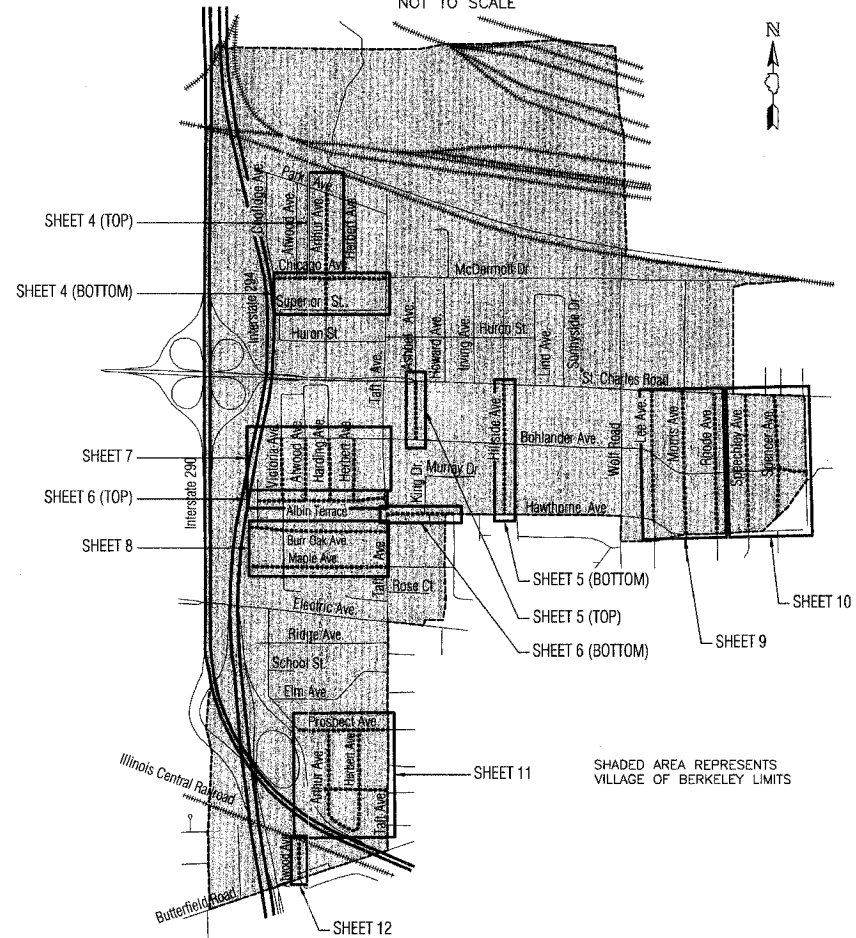 NOT TO SCALE
N
Park Ave.
Coolidge Ave.
Atwood Ave.
Arthur Ave.
Herbert Ave.
SHEET 4 (TOP)
Chicago Ave.
McDermott Dr.
SHEET 4 (BOTTOM)
Superior St.
Interstate 294
Huron St.
Huron St.
Taft Ave.
Ashbel Ave.
Howard Ave.
Irving Ave.
Lind Ave.
Sunnyside Dr
St. Charles Road
Victoria Ave.
Atwood Ave.
Harding Ave.
Herbert Ave.
Hillside Ave.
Bohlander Ave.
Wolf Road
Lee Ave.
Morris Ave.
Rhode Ave.
Speechley Ave.
Spencer Ave.
SHEET 7
King Dr.
Murray Dr
SHEET 6 (TOP)
Interstate 290
Albin Terrace
Hawthorne Ave.
SHEET 8
Burr Oak Ave.
Maple Ave.
Taft Ave.
Rose Ct.
SHEET 5 (BOTTOM)
SHEET 10
Electric Ave.
SHEET 5 (TOP)
SHEET 9
Ridge Ave.
SHEET 6 (BOTTOM)
School St.
Elm Ave.
Prospect Ave.
Arthur Ave.
Herbert Ave.
Taft Ave.
SHEET 11
SHADED AREA REPRESENTS
VILLAGE OF BERKELEY LIMITS
Illinois Central Railroad
Atwood Ave.
Butterfield Road
SHEET 12